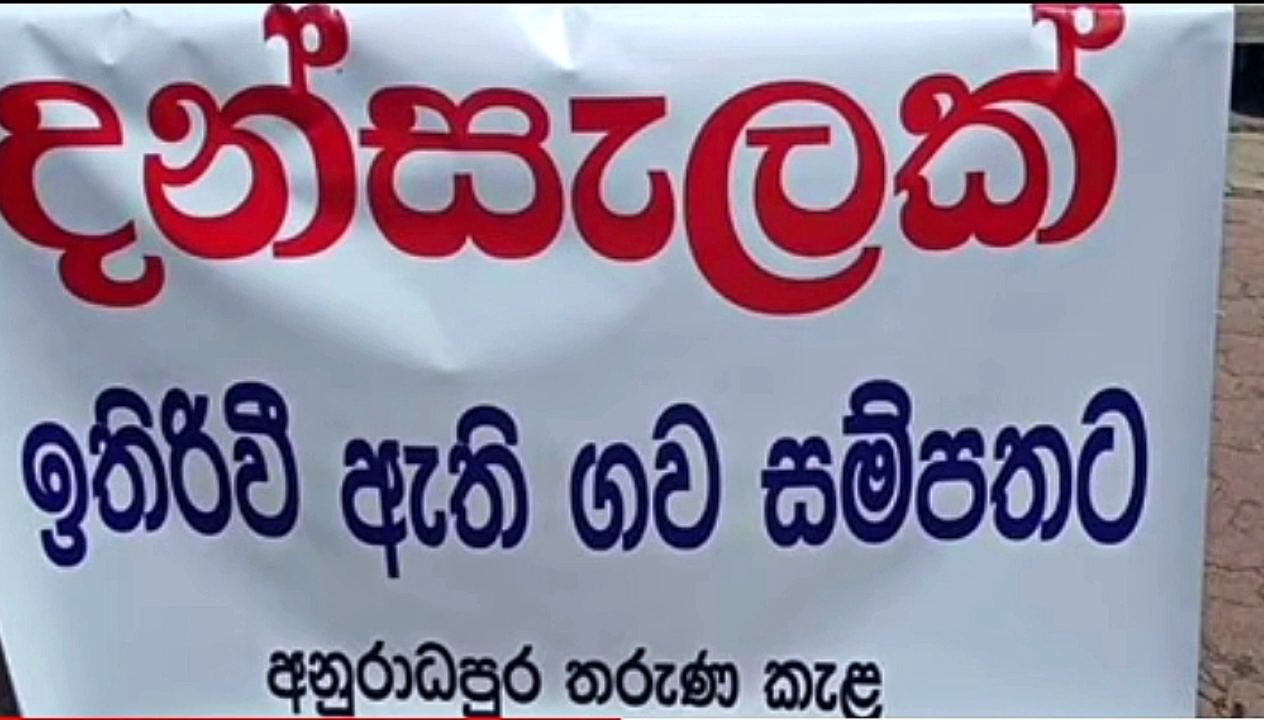 දන්සැලක්
ඉතිරිවී ඇති ගව සම්පතට
අනුරාධපුර තරුණ කැළ